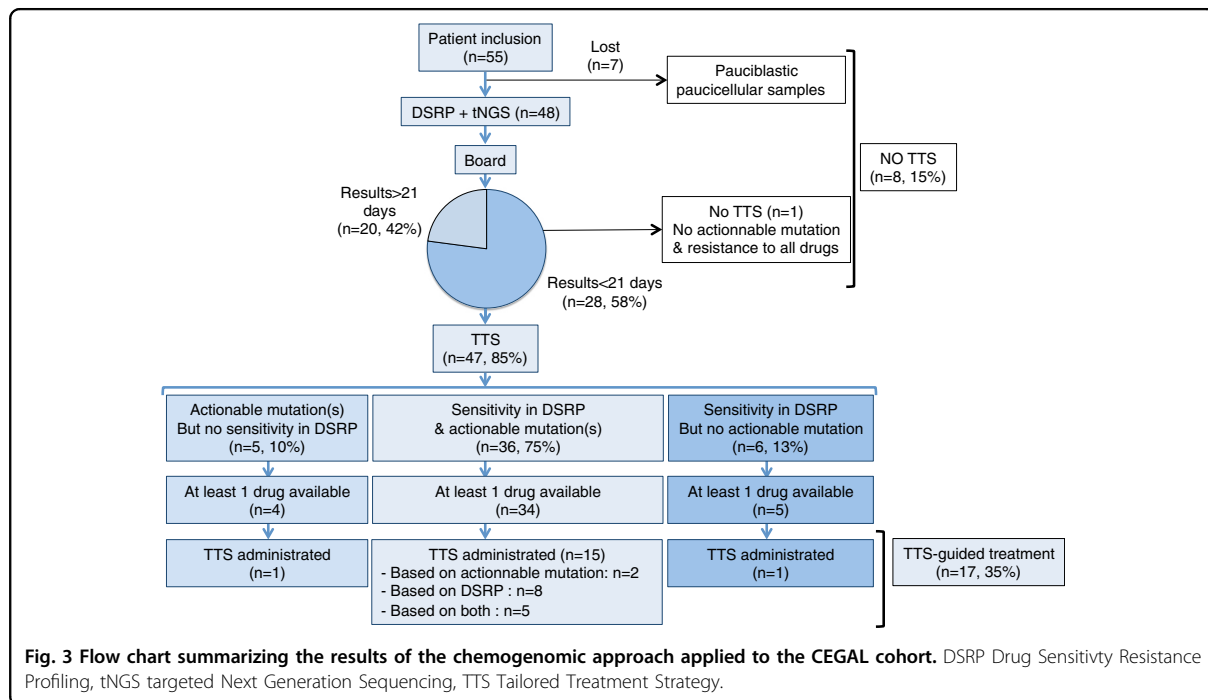 Patient inclusion
(n=55)
Lost
(n=7)
Pauciblastic
paucicellular samples
DSRP + tNGS (n=48)
Board
NO TTS
(n=8, 15%)
Results>21
days
(n=20, 42%)
No TTS (n=1)
No actionnable mutation
& resistance to all drugs
Results<21 days
(n=28, 58%)
TTS
(n=47, 85%)
Actionable mutation(s)
But no sensitivity in DSRP
(n=5, 10%)
Sensitivity in DSRP
& actionable mutation(s)
(n=36, 75%)
Sensitivity in DSRP
But no actionable mutation
(n=6, 13%)
At least 1 drug available
(n=4)
At least 1 drug available
(n=34)
At least 1 drug available
(n=5)
TTS administrated
(n=1)
TTS administrated (n=15)
- Based on actionnable mutation: n=2
- Based on DSRP : n=8
- Based on both : n=5
TTS administrated
(n=1)
TTS-guided treatment
(n=17, 35%)
Fig. 3 Flow chart summarizing the results of the chemogenomic approach applied to the CEGAL cohort. DSRP Drug Sensitivty Resistance
Profiling, tNGS targeted Next Generation Sequencing, TTS Tailored Treatment Strategy.